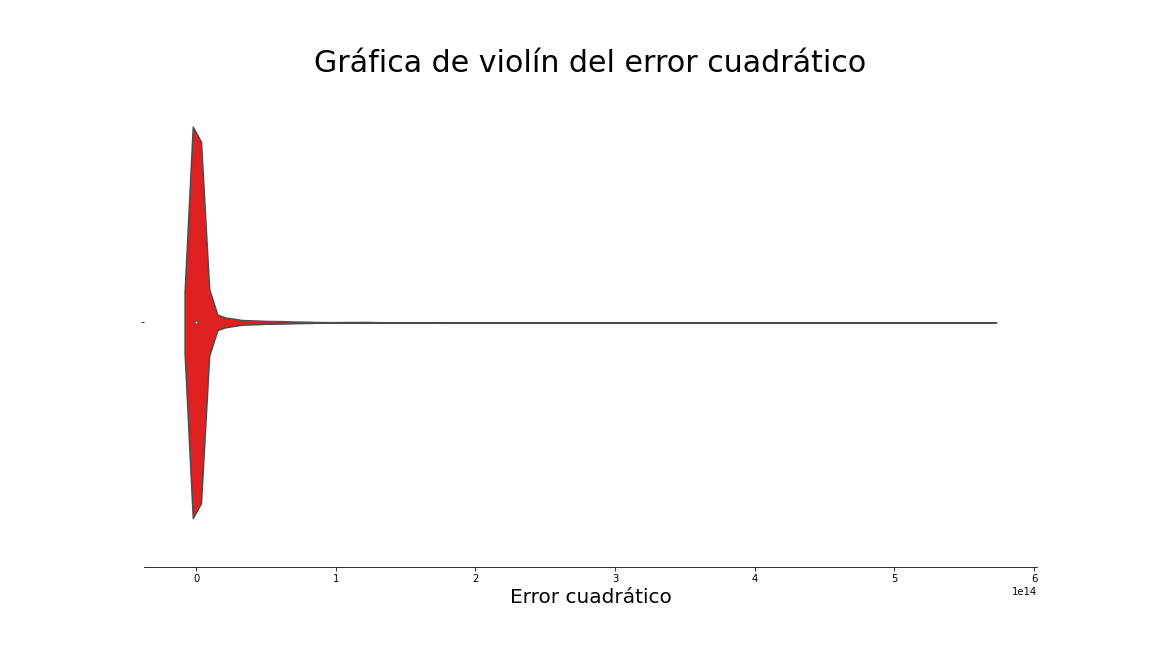 Gráfica de violín del error cuadrático
-
0 1 2 3 4 5 6
1e14
Error cuadrático